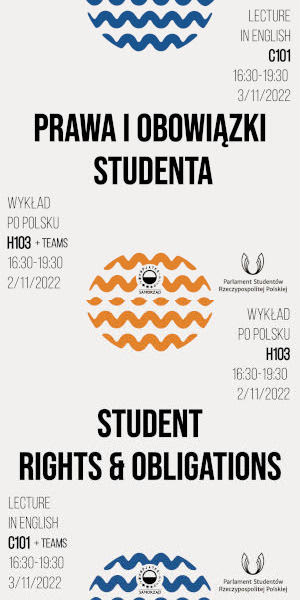 LECTURE
IN ENGLISH
C101
16:30-19:30
3/11/2022
PRAWA I OBOWIĄZKI
STUDENTA
WYKŁAD
PO POLSKU
H103 + TEAMS
16:30-19:30
2/11/2022
SAMORZĄD
Parlament Studentów
Rzeczypospolitej Polskiej
WYKŁAD
PO POLSKU
H103
16:30-19:30
2/11/2022
STUDENT
RIGHTS & OBLIGATIONS
LECTURE
IN ENGLISH
C101 + TEAMS
16:30-19:30
3/11/2022
SAMORZĄD
Parlament Studentów
Rzeczypospolitej Polskiej